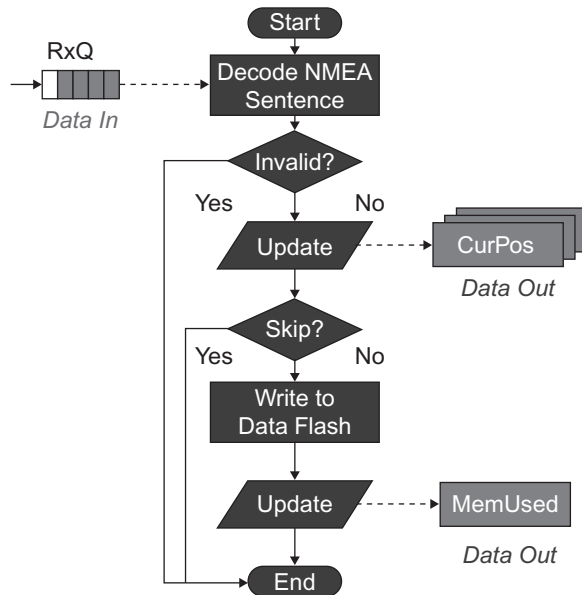 Start
RxQ
Decode NMEA
Sentence
Data In
Invalid?
Yes
No
Update
CurPos
Data Out
Skip?
Yes
No
Write to
Data Flash
Update
MemUsed
Data Out
End